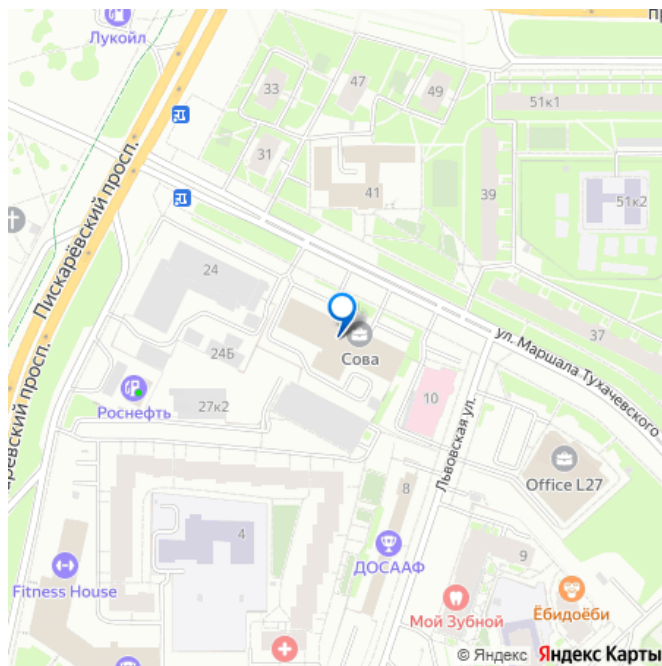 Лукойл
пр
33
47
49
51к1
31
41
39
51к2
Пискарёвский просп.
24
ул. Маршала Тухачевского
37
Сова
24Б
Роснефть
27к2
10
Львовская ул.
Office L27
8
4
ДОСААФ
9
Fitness House
Мой Зубной
Ёбидоёби
© Яндекс Яндекс Карты